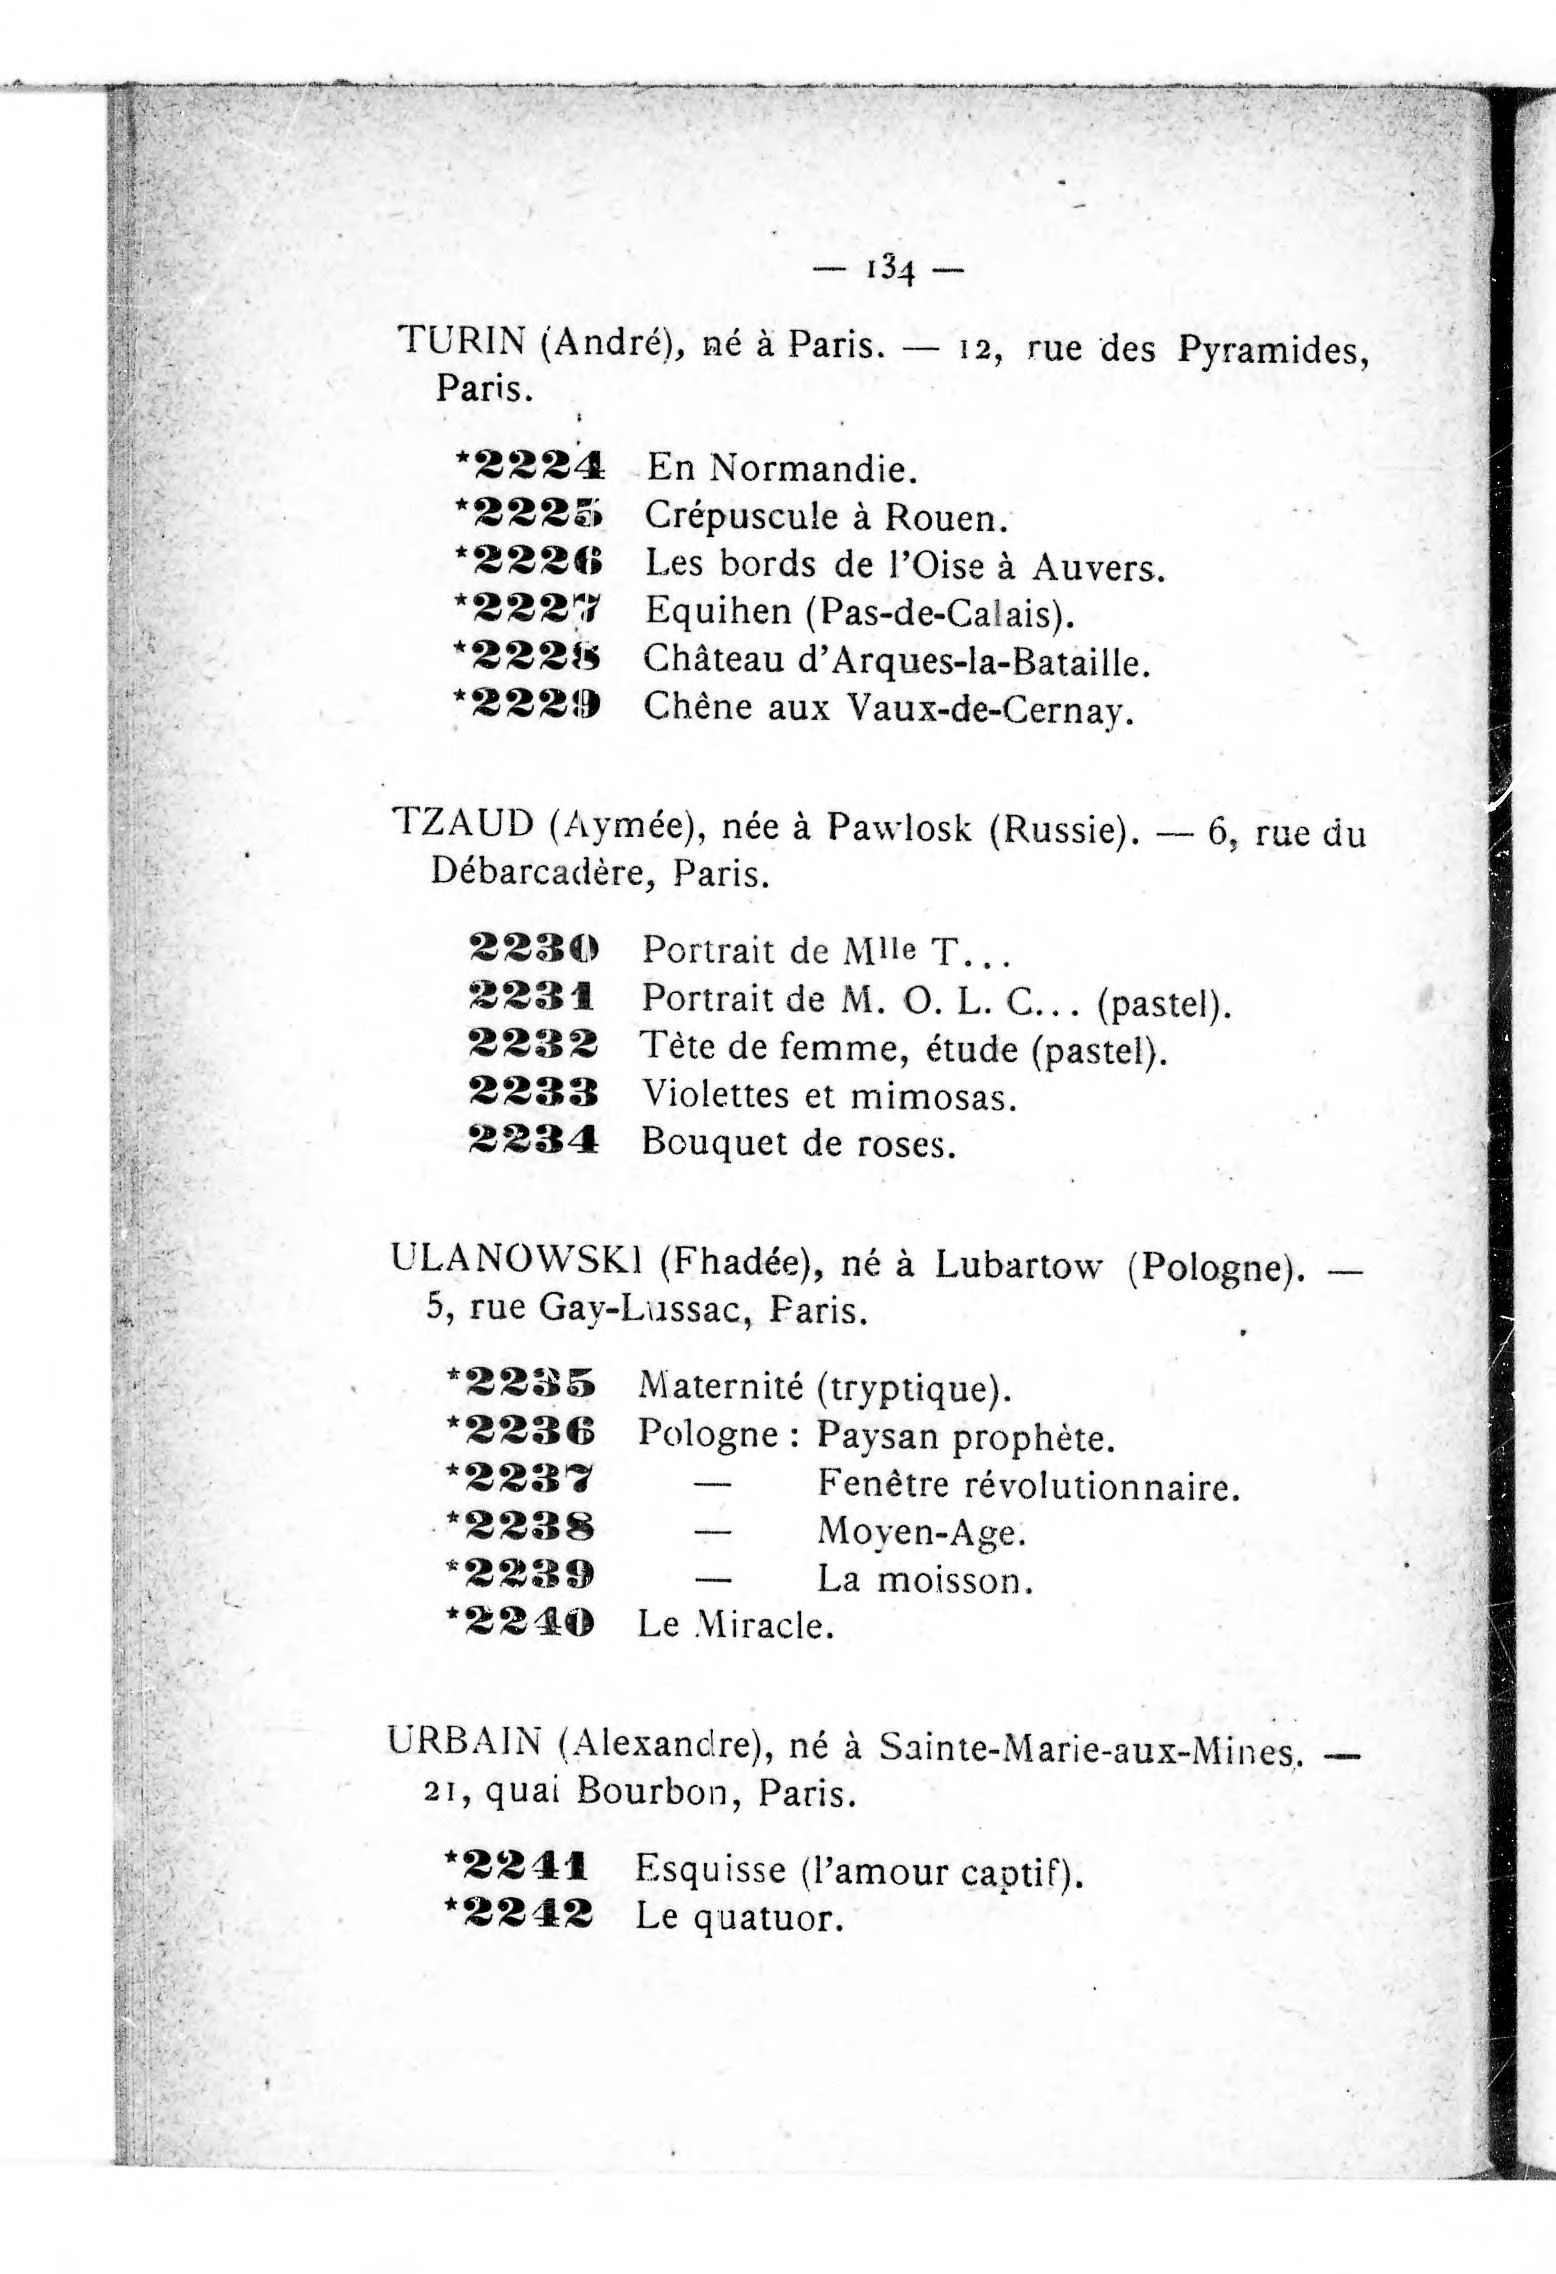 — 134 —
TURIN (André), né à Paris. — 12, rue des Pyramides,
Paris.
*2224 En Normandie.
*2225 Crépuscule à Rouen.
*2226 Les bords de l'Oise à Auvers.
*2227 Equihen (Pas-de-Calais).
*2228 Château d'Arques-la-Bataille.
*2229 Chêne aux Vaux-de-Cernay.
TZAUD (Aymée), née à Pawlosk (Russie). — 6, rue du
Débarcadère, Paris.
2230 Portrait de Mlle T...
2231 Portrait de M. O. L. C... (pastel).
2232 Tète de femme, étude (pastel).
2233 Violettes et mimosas.
2234 Bouquet de roses.
ULANOWSKI (Fhadée), né à Lubartow (Pologne). —
5, rue Gay-Lussac, Paris.
*2235 Maternité (tryptique).
*2236 Pologne : Paysan prophète.
*2237 — Fenêtre révolutionnaire.
*2238 — Moyen-Age.
*2239 — La moisson.
*2240 Le Miracle.
URBAIN (Alexandre), né à Sainte-Marie-aux-Mines. —
21, quai Bourbon, Paris.
*2241 Esquisse (l'amour captif).
*2242 Le quatuor.